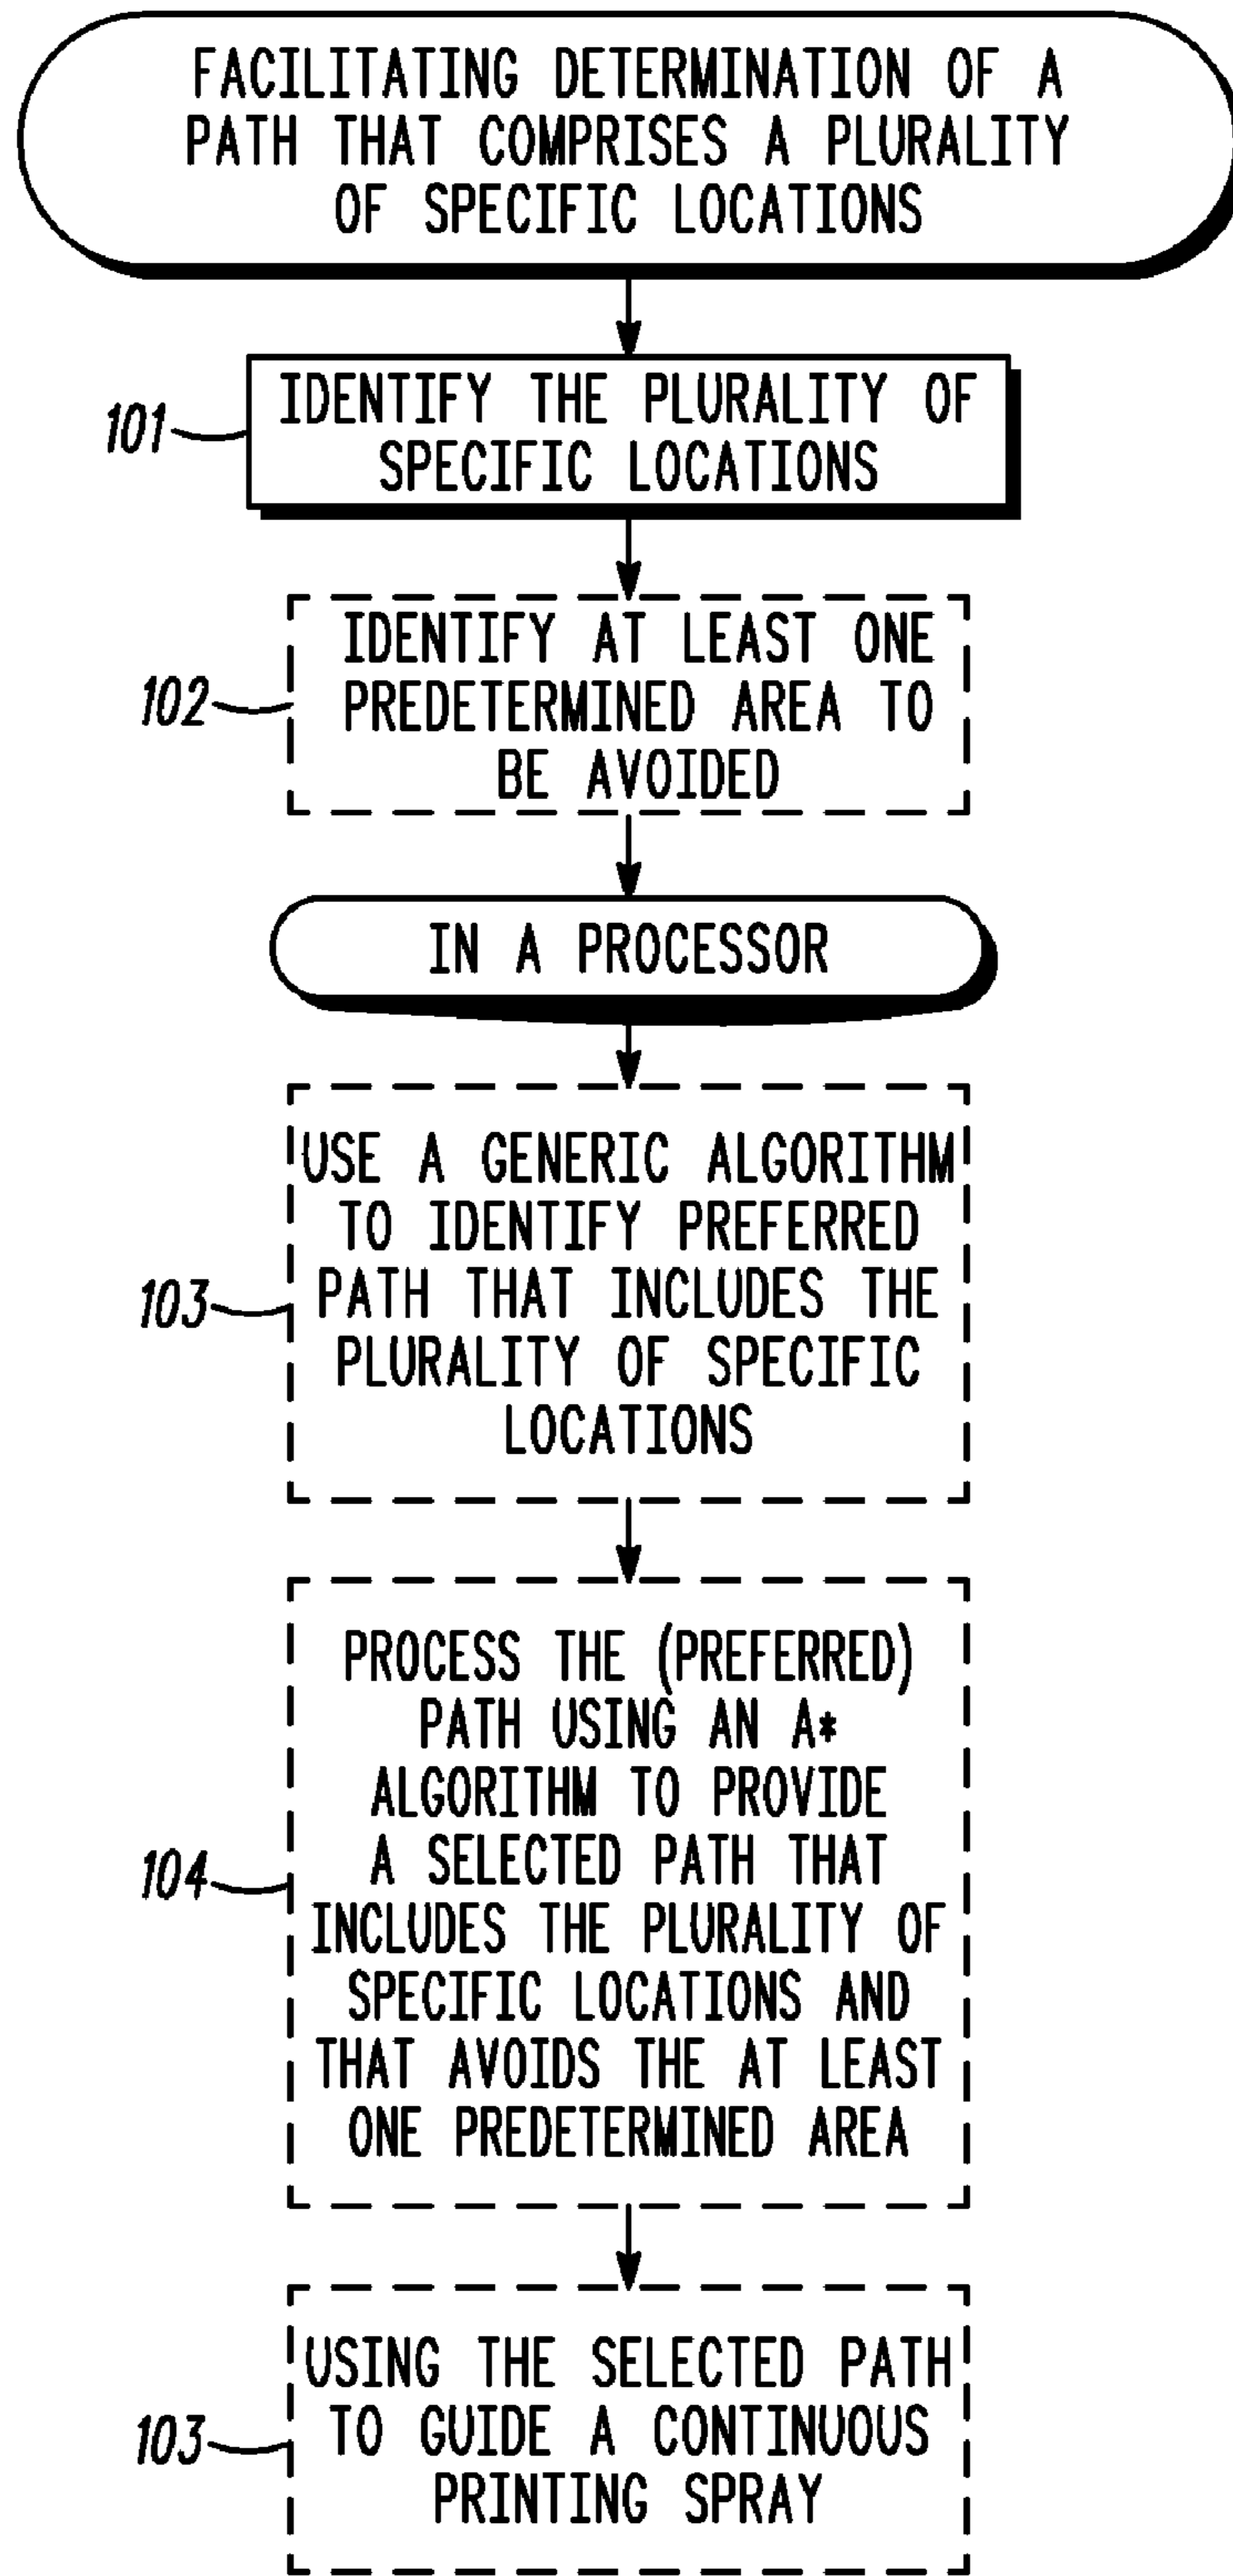 FACILITATING DETERMINATION OF A
PATH THAT COMPRISES A PLURALITY
OF SPECIFIC LOCATIONS
101
IDENTIFY THE PLURALITY OF
SPECIFIC LOCATIONS
102
IDENTIFY AT LEAST ONE
PREDETERMINED AREA TO
BE AVOIDED
IN A PROCESSOR
103
USE A GENERIC ALGORITHM
TO IDENTIFY PREFERRED
PATH THAT INCLUDES THE
PLURALITY OF SPECIFIC
LOCATIONS
104
PROCESS THE (PREFERRED)
PATH USING AN A*
ALGORITHM TO PROVIDE
A SELECTED PATH THAT
INCLUDES THE PLURALITY OF
SPECIFIC LOCATIONS AND
THAT AVOIDS THE AT LEAST
ONE PREDETERMINED AREA
103
USING THE SELECTED PATH
TO GUIDE A CONTINUOUS
PRINTING SPRAY